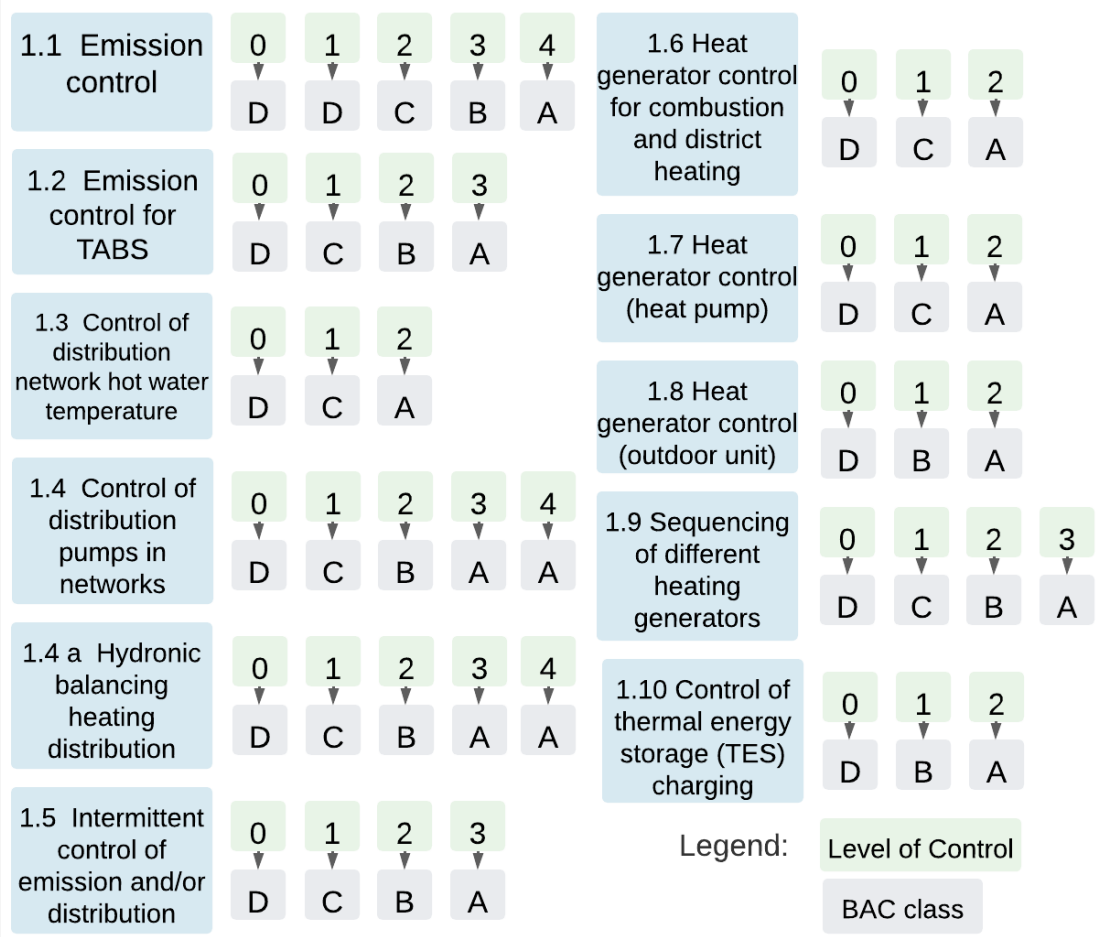 1.1 Emission
control
0 1 2 3 4
D D C B A
1.2 Emission
control for
TABS
0 1 2 3
D C B A
1.3 Control of
distribution
network hot water
temperature
0 1 2
D C A
1.4 Control of
distribution
pumps in
networks
0 1 2 3 4
D C B A A
1.4 a Hydronic
balancing
heating
distribution
0 1 2 3 4
D C B A A
1.5 Intermittent
control of
emission and/or
distribution
0 1 2 3
D C B A
1.6 Heat
generator control
for combustion
and district
heating
0 1 2
D C A
1.7 Heat
generator control
(heat pump)
0 1 2
D C A
1.8 Heat
generator control
(outdoor unit)
0 1 2
D B A
1.9 Sequencing
of different
heating
generators
0 1 2 3
D C B A
1.10 Control of
thermal energy
storage (TES)
charging
0 1 2
D B A
Legend:
Level of Control
BAC class